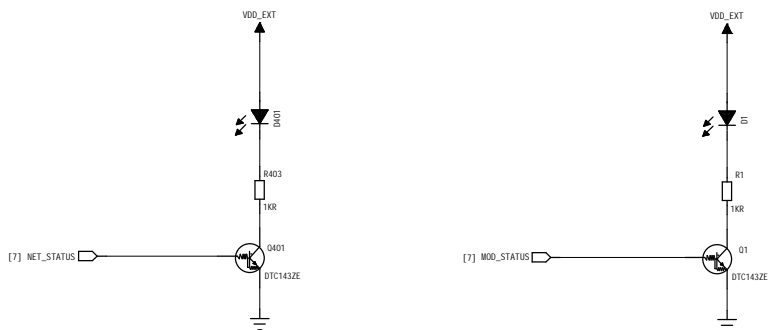 VDD_EXT
D401
R403
1KR
Q401
[7] NET_STATUS
DTC143ZE
VDD_EXT
D1
R1
1KR
Q1
[7] MOD_STATUS
DTC143ZE